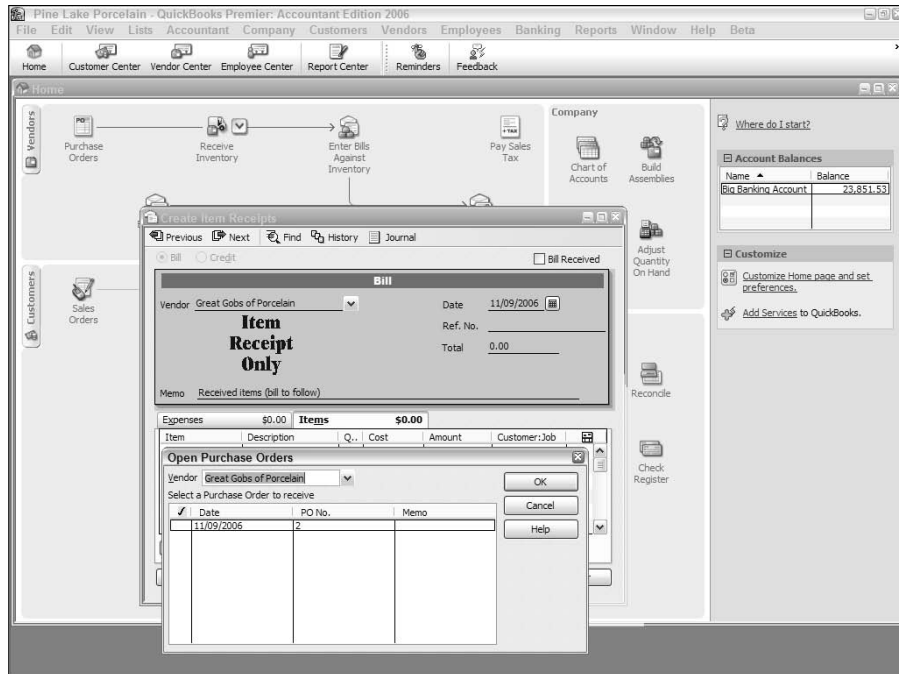 Pine Lake Porcelain - QuickBooks Premier: Accountant Edition 2006
File Edit View Lists Accountant Company Customers Vendors Employees Banking Reports Window Help Beta
Home Customer Center Vendor Center Employee Center Report Center Reminders Feedback
Home
Vendors
PO
Purchase Orders
Receive Inventory
Enter Bills Against Inventory
+ TAX
Pay Sales Tax
Company
Chart of Accounts
Build Assemblies
Adjust Quantity On Hand
Customers
Sales Orders
Reconcile
Check Register
Where do I start?
Account Balances
Name Balance
Big Banking Account 23,851.53
Customize
Customize Home page and set preferences.
Add Services to QuickBooks.
Create Item Receipts
Previous Next Find History Journal
Bill Credit Bill Received
Bill
Vendor Great Gobs of Porcelain Date 11/09/2006
Item
Receipt
Only
Ref. No.
Total 0.00
Memo Received items (bill to follow)
Expenses $0.00 Items $0.00
Item Description Q.. Cost Amount Customer:Job
Open Purchase Orders
Vendor Great Gobs of Porcelain
Select a Purchase Order to receive
✓ Date PO No. Memo
11/09/2006 2
OK
Cancel
Help